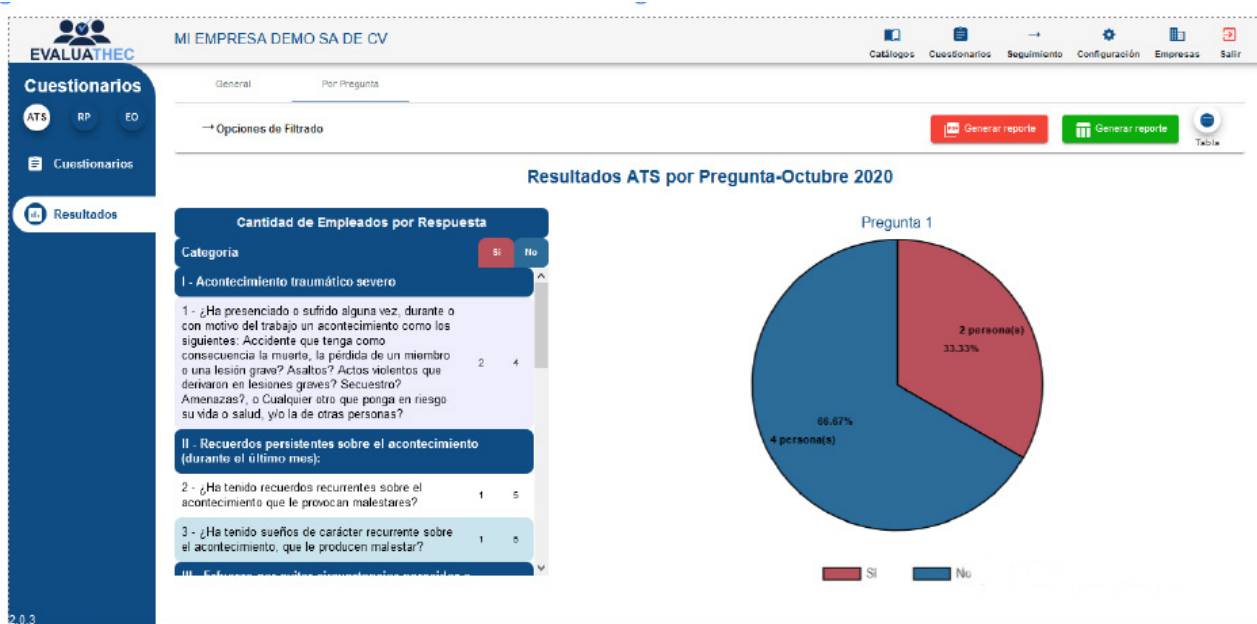 EVALUATHEC
MI EMPRESA DEMO SA DE CV
Catálogos
Cuestionarios
Seguimiento
Configuración
Empresas
Salir
Cuestionarios
ATS
RP
EO
Cuestionarios
Resultados
2.0.3
General
Por Pregunta
→ Opciones de Filtrado
Generar reporte
Generar reporte
Tabla
Resultados ATS por Pregunta-Octubre 2020
Cantidad de Empleados por Respuesta
Categoría
Si
No
I - Acontecimiento traumático severo
1 - ¿Ha presenciado o sufrido alguna vez, durante o
con motivo del trabajo un acontecimiento como los
siguientes: Accidente que tenga como
consecuencia la muerte, la pérdida de un miembro
o una lesión grave? Asaltos? Actos violentos que
derivaron en lesiones graves? Secuestro?
Amenazas?, o Cualquier otro que ponga en riesgo
su vida o salud, y/o la de otras personas?
2
4
II - Recuerdos persistentes sobre el acontecimiento
(durante el último mes):
2 - ¿Ha tenido recuerdos recurrentes sobre el
acontecimiento que le provocan malestares?
1
5
3 - ¿Ha tenido sueños de carácter recurrente sobre
el acontecimiento, que le producen malestar?
1
5
Pregunta 1
2 persona(s)
33.33%
66.67%
4 persona(s)
Si
No